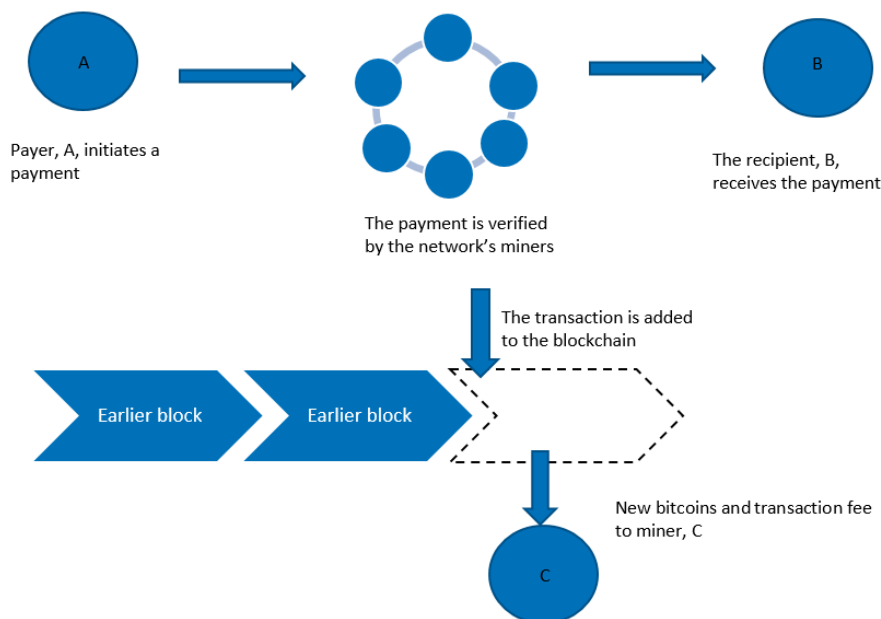 A
B
Payer, A, initiates a
payment
The recipient, B,
receives the payment
The payment is verified
by the network's miners
The transaction is added
to the blockchain
Earlier block
Earlier block
New bitcoins and transaction fee
to miner, C
C